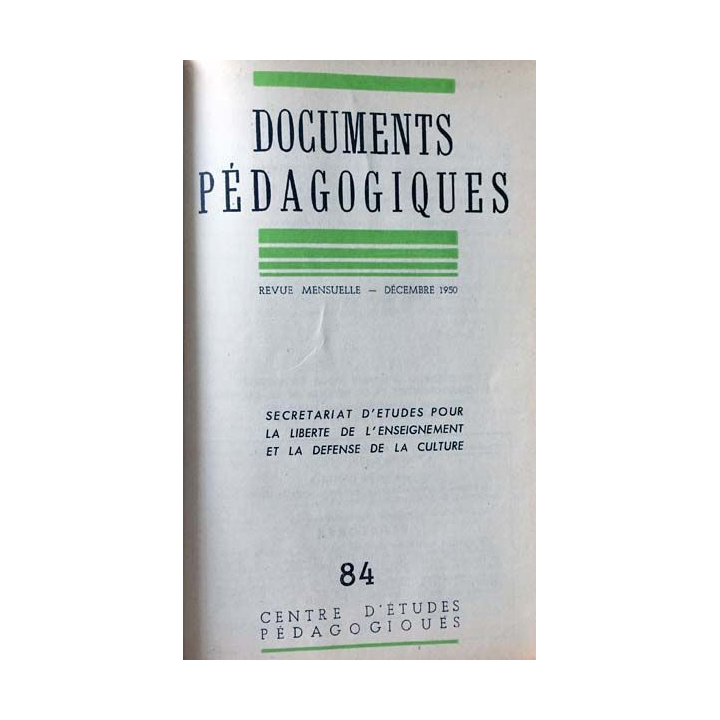 DOCUMENTS
PÉDAGOGIQUES
REVUE MENSUELLE — DÉCEMBRE 1950
SECRETARIAT D'ETUDES POUR
LA LIBERTE DE L'ENSEIGNEMENT
ET LA DEFENSE DE LA CULTURE
84
CENTRE D'ÉTUDES
PÉDAGOGIQUES